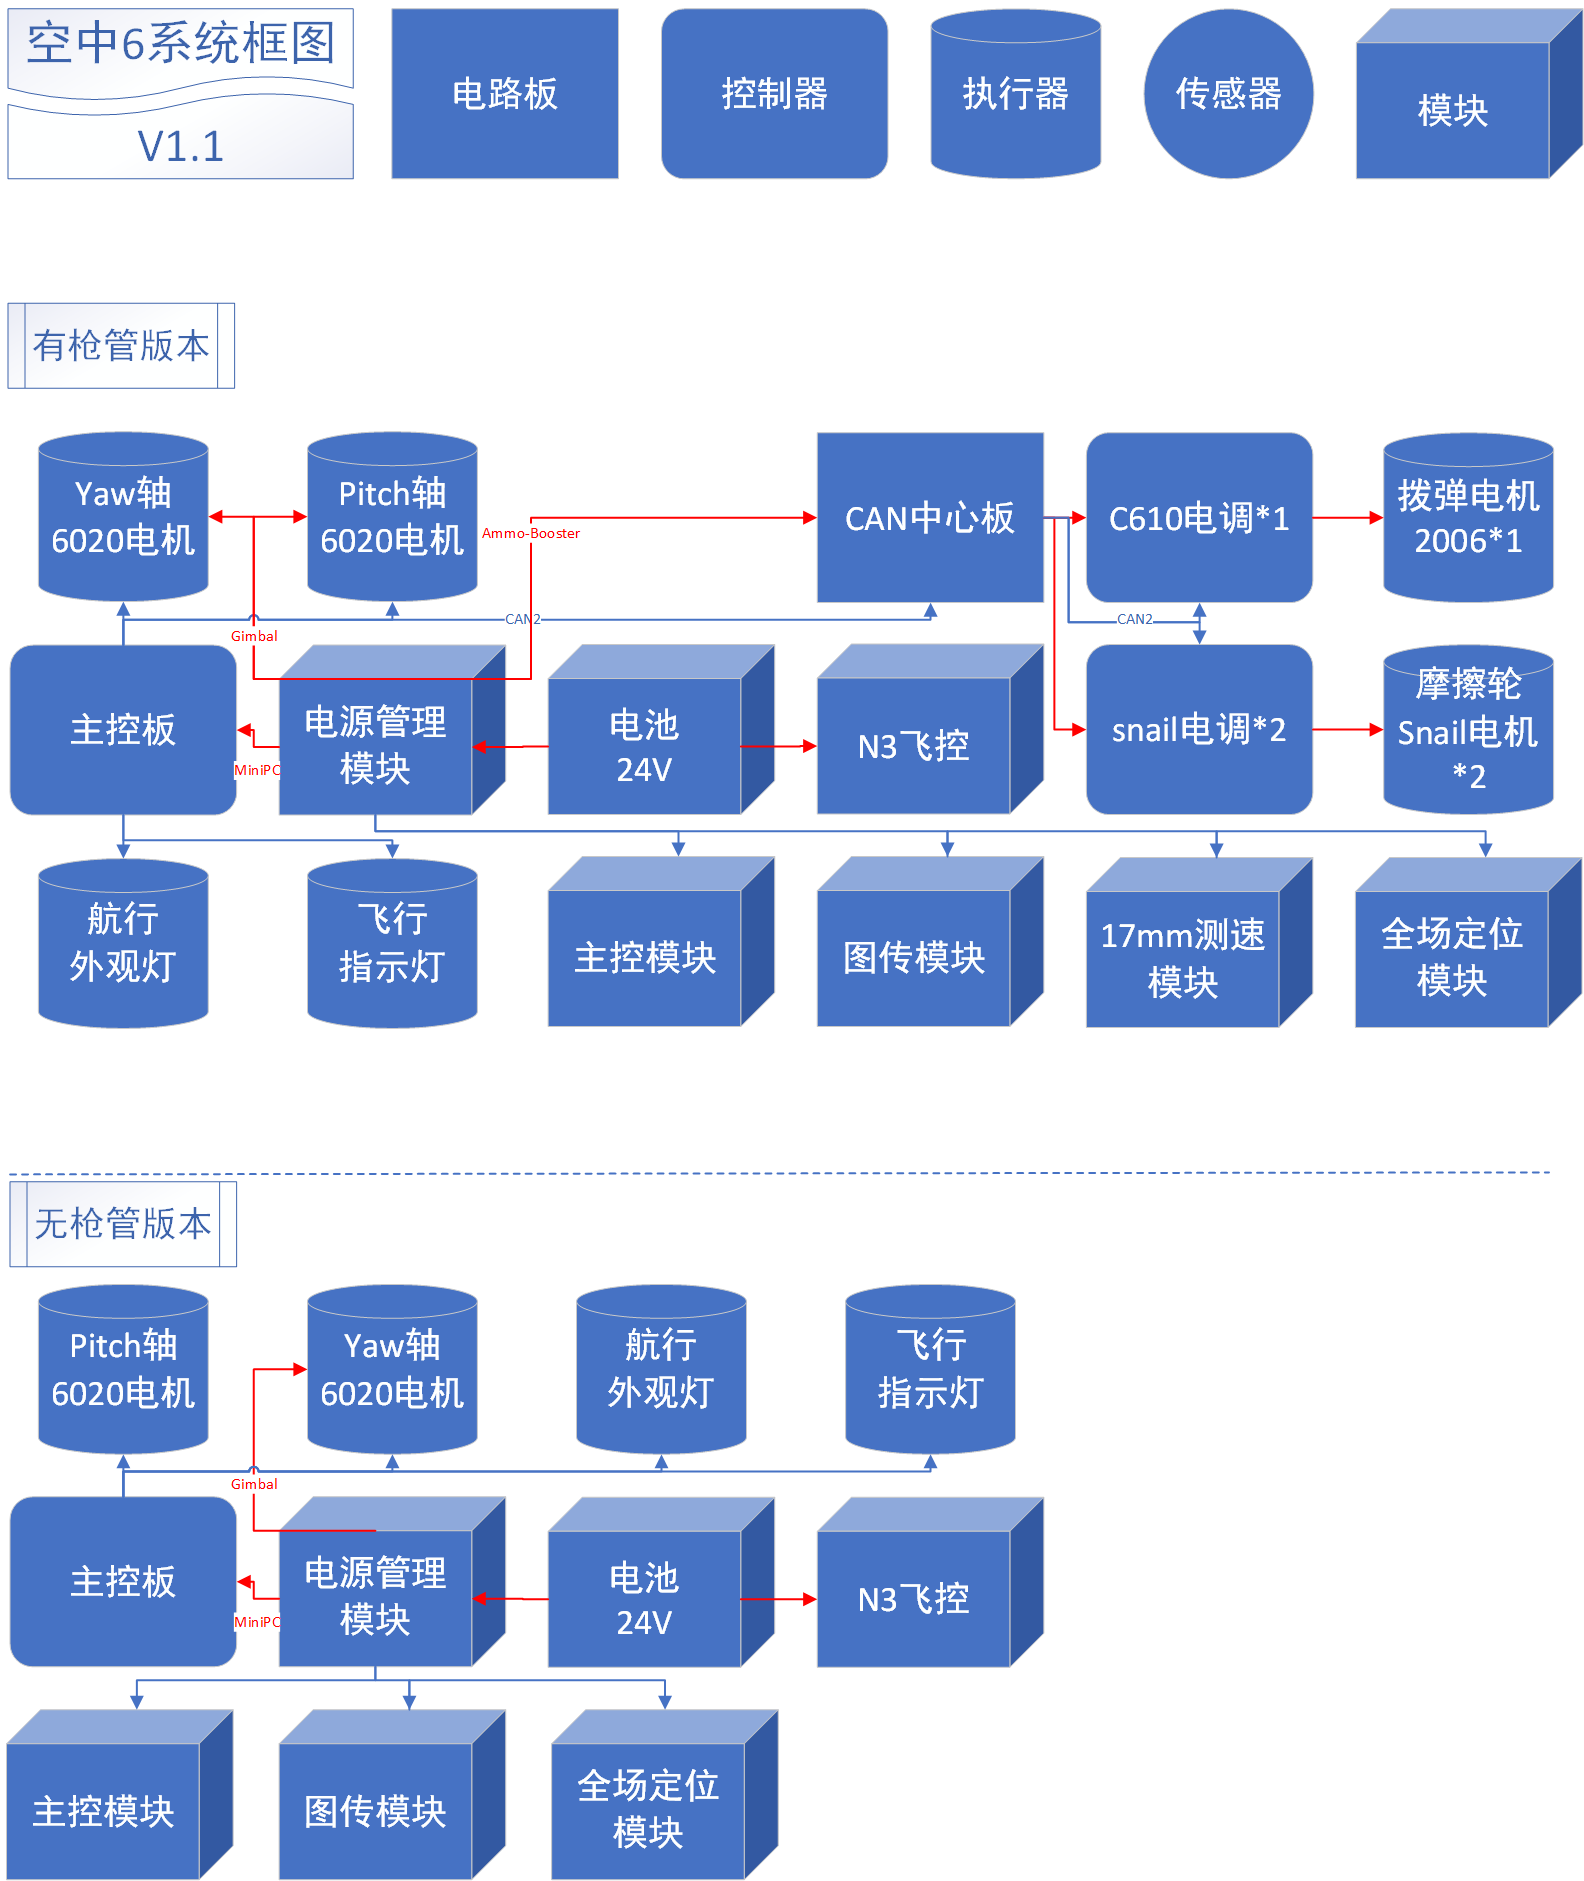 空中6系统框图
V1.1
电路板
控制器
执行器
传感器
模块
有枪管版本
Yaw轴
6020电机
Pitch轴
6020电机
Ammo-Booster
CAN中心板
C610电调*1
拨弹电机
2006*1
CAN2
CAN2
Gimbal
主控板
MiniPC
电源管理
模块
电池
24V
N3飞控
snail电调*2
摩擦轮
Snail电机
*2
航行
外观灯
飞行
指示灯
主控模块
图传模块
17mm测速
模块
全场定位
模块
无枪管版本
Pitch轴
6020电机
Yaw轴
6020电机
航行
外观灯
飞行
指示灯
Gimbal
主控板
MiniPC
电源管理
模块
电池
24V
N3飞控
主控模块
图传模块
全场定位
模块